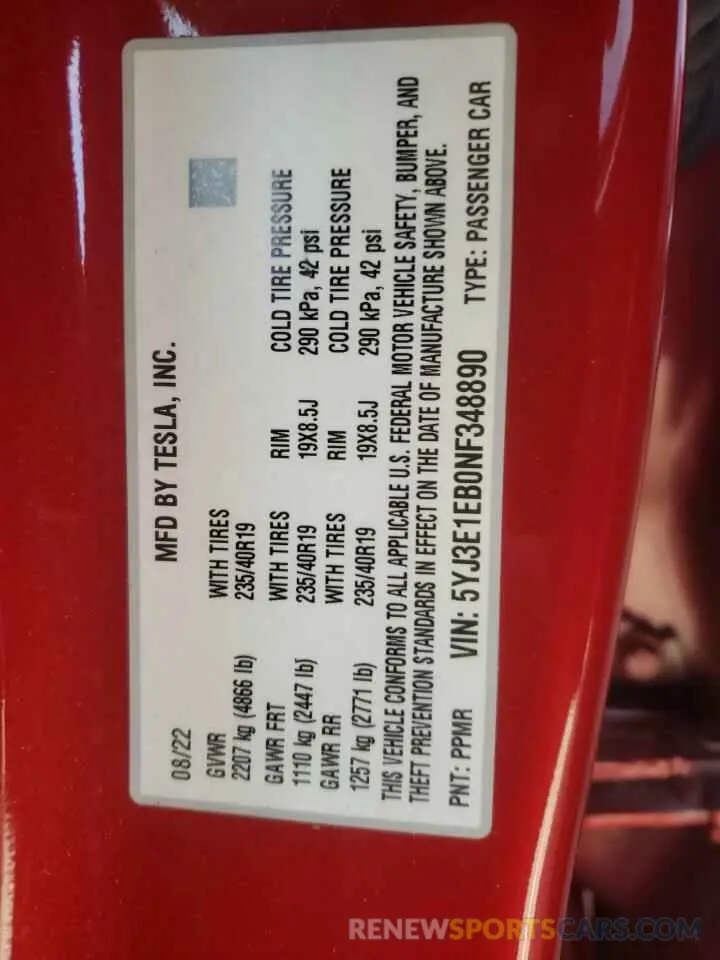 MFD BY TESLA, INC.
08/22
GVWR WITH TIRES
2207 kg (4866 lb) 235/40R19
GAWR FRT WITH TIRES RIM COLD TIRE PRESSURE
1110 kg (2447 lb) 235/40R19 19X8.5J 290 kPa, 42 psi
GAWR RR WITH TIRES RIM COLD TIRE PRESSURE
1257 kg (2771 lb) 235/40R19 19X8.5J 290 kPa, 42 psi
THIS VEHICLE CONFORMS TO ALL APPLICABLE U.S. FEDERAL MOTOR VEHICLE SAFETY, BUMPER, AND
THEFT PREVENTION STANDARDS IN EFFECT ON THE DATE OF MANUFACTURE SHOWN ABOVE.
PNT: PPMR VIN: 5YJ3E1EB0NF348890 TYPE: PASSENGER CAR
RENEWSPORTSCARS.COM